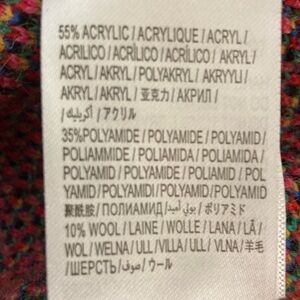 55% ACRYLIC / ACRYLIQUE / ACRYL /
ACRILICO / ACRÍLICO / ACRÍLICO / AKRYL /
ACRYL / AKRYL / POLYAKRYL / AKRYYLI /
AKRYL / AKRYL / 亚克力 / АКРИЛ /
/ أكريليك / アクリル
35%POLYAMIDE / POLYAMIDE / POLYAMID /
POLIAMMIDE / POLIAMIDA / POLIAMIDA /
POLYAMID / POLYAMID / POLIAMID / POL
YAMID / POLYAMIDI / POLYAMID / POLYAMID
聚酰胺 / ПОЛИАМИД / بولي أميد / ポリアミド
10% WOOL / LAINE / WOLLE / LANA / LÃ /
WOL / WEŁNA / ULL / VILLA / ULL / VLNA / 羊毛
/ ШЕРСТЬ / صوف / ウール